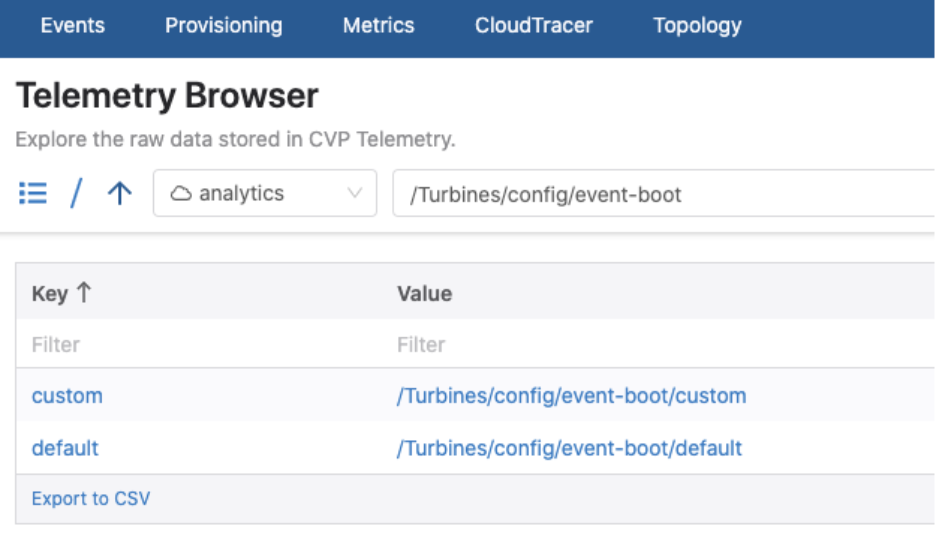 Events Provisioning Metrics CloudTracer Topology
Telemetry Browser
Explore the raw data stored in CVP Telemetry.
/ ↑ analytics /Turbines/config/event-boot
Key ↑ Value
Filter Filter
custom /Turbines/config/event-boot/custom
default /Turbines/config/event-boot/default
Export to CSV